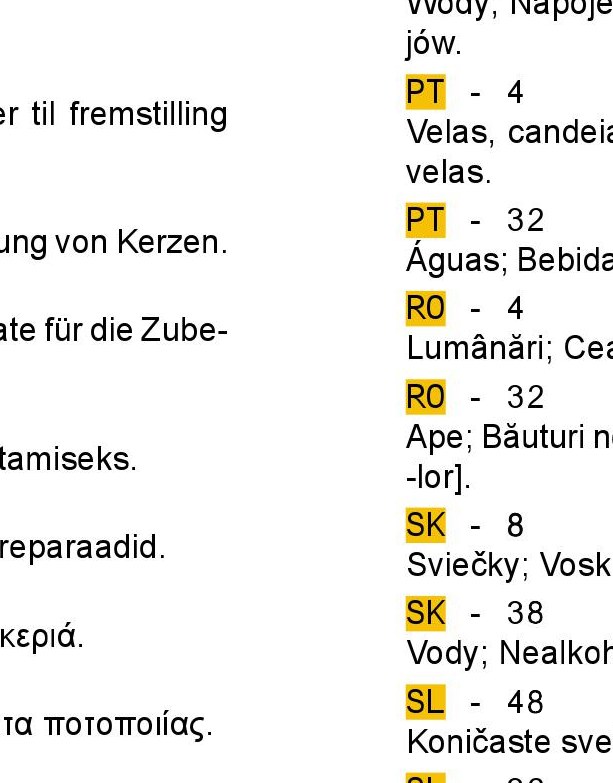 er til fremstilling
ung von Kerzen.
ate für die Zube-
tamiseks.
reparaadid.
κεριά.
τα ποτοποιίας.
Wody; Napoje
jów.
PT - 4
Velas, candeia
velas.
PT - 32
Águas; Bebida
RO - 4
Lumânări; Cea
RO - 32
Ape; Băuturi n
-lor].
SK - 8
Sviečky; Vosk
SK - 38
Vody; Nealkoh
SL - 48
Koničaste sve